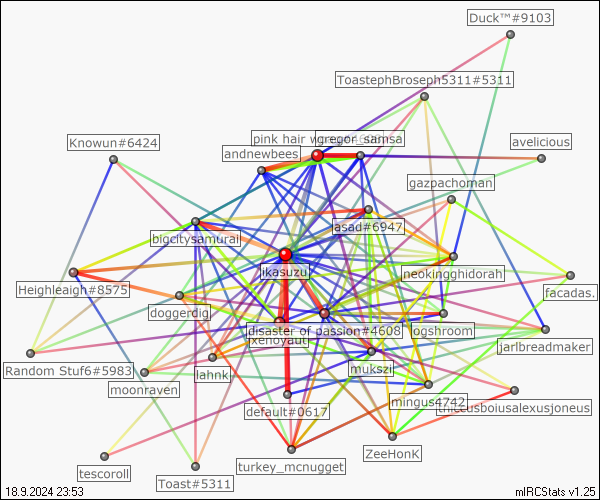 Duck™#9103
ToastephBroseph5311#5311
pink hair w
gregor_samsa
Knowun#6424
andnewbees
avelicious
gazpachoman
asad#6947
bigcitysamurai
ikasuzu
neokingghidorah
Heighleaigh#8575
facadas.
doggerdig
disaster of passion#4608
ogshroom
xenoyaut
jarlbreadmaker
Random Stuf6#5983
lahnk
mukszi
moonraven
default#0617
mingus4742
thiccusboiusalexusjoneus
ZeeHonK
turkey_mcnugget
tescoroll
Toast#5311
18.9.2024 23:53
mIRCStats v1.25